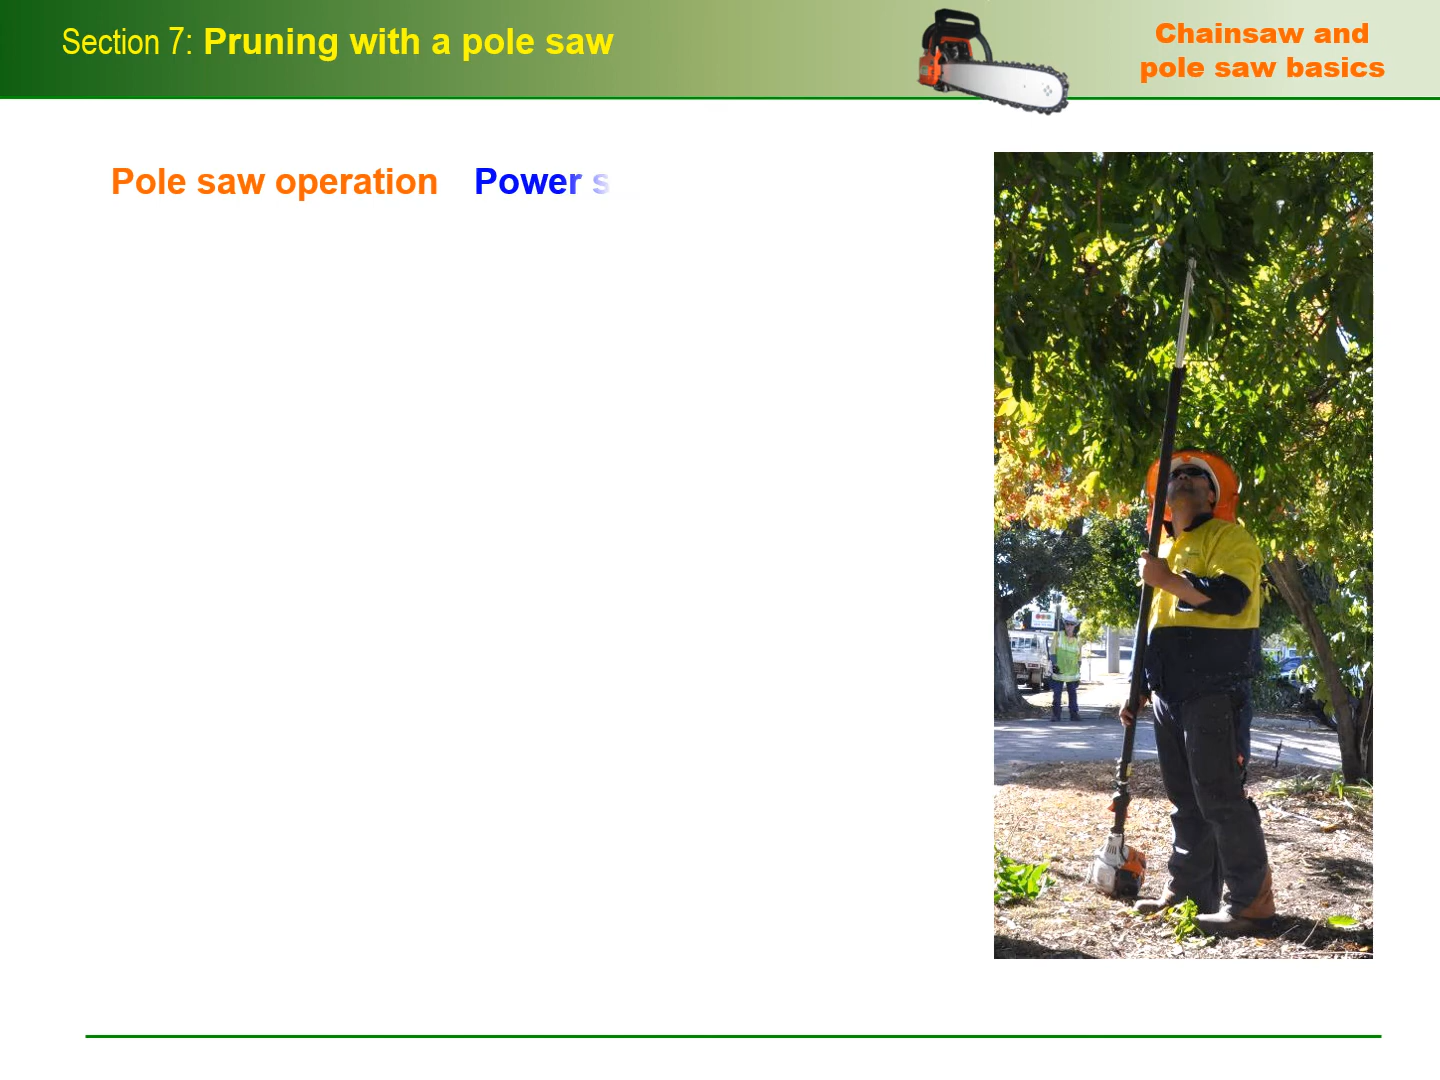 Section 7: Pruning with a pole saw
Chainsaw and
pole saw basics
Pole saw operation Power s